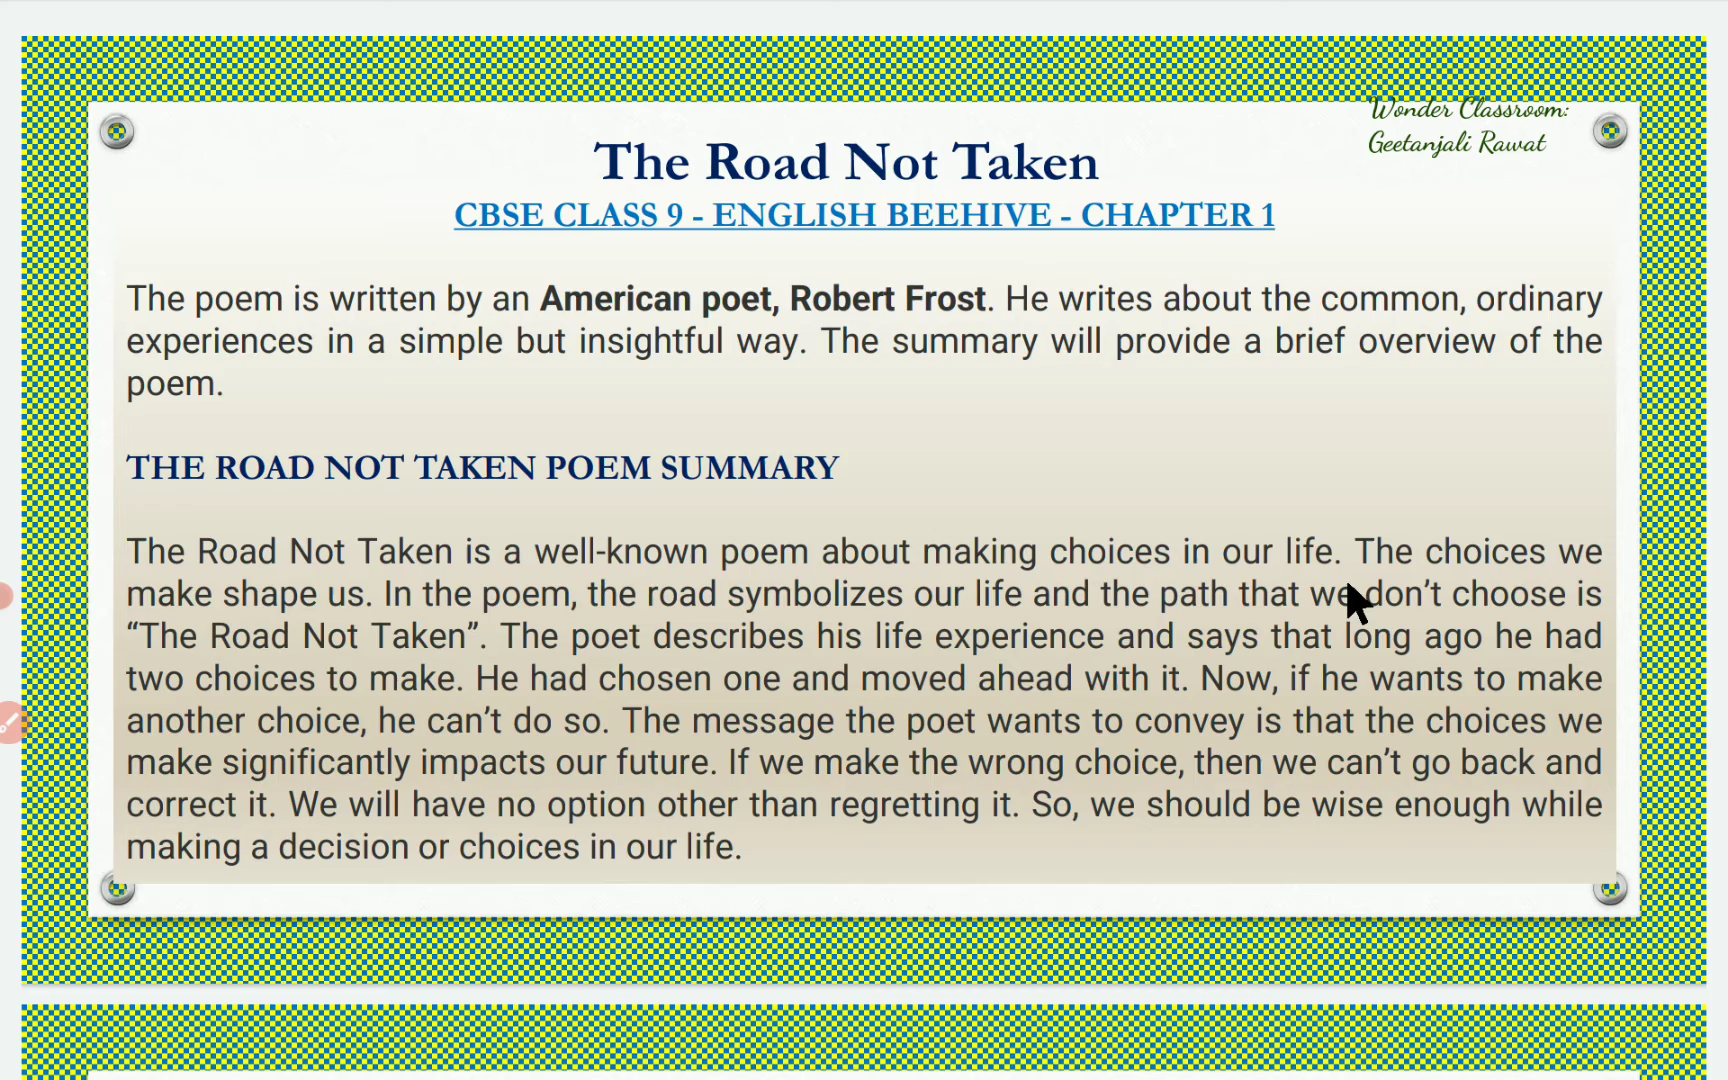 Wonder Classroom:
Geetanjali Rawat
The Road Not Taken
CBSE CLASS 9 - ENGLISH BEEHIVE - CHAPTER 1
The poem is written by an American poet, Robert Frost. He writes about the common, ordinary
experiences in a simple but insightful way. The summary will provide a brief overview of the
poem.
THE ROAD NOT TAKEN POEM SUMMARY
The Road Not Taken is a well-known poem about making choices in our life. The choices we
make shape us. In the poem, the road symbolizes our life and the path that we don’t choose is
“The Road Not Taken”. The poet describes his life experience and says that long ago he had
two choices to make. He had chosen one and moved ahead with it. Now, if he wants to make
another choice, he can’t do so. The message the poet wants to convey is that the choices we
make significantly impacts our future. If we make the wrong choice, then we can’t go back and
correct it. We will have no option other than regretting it. So, we should be wise enough while
making a decision or choices in our life.